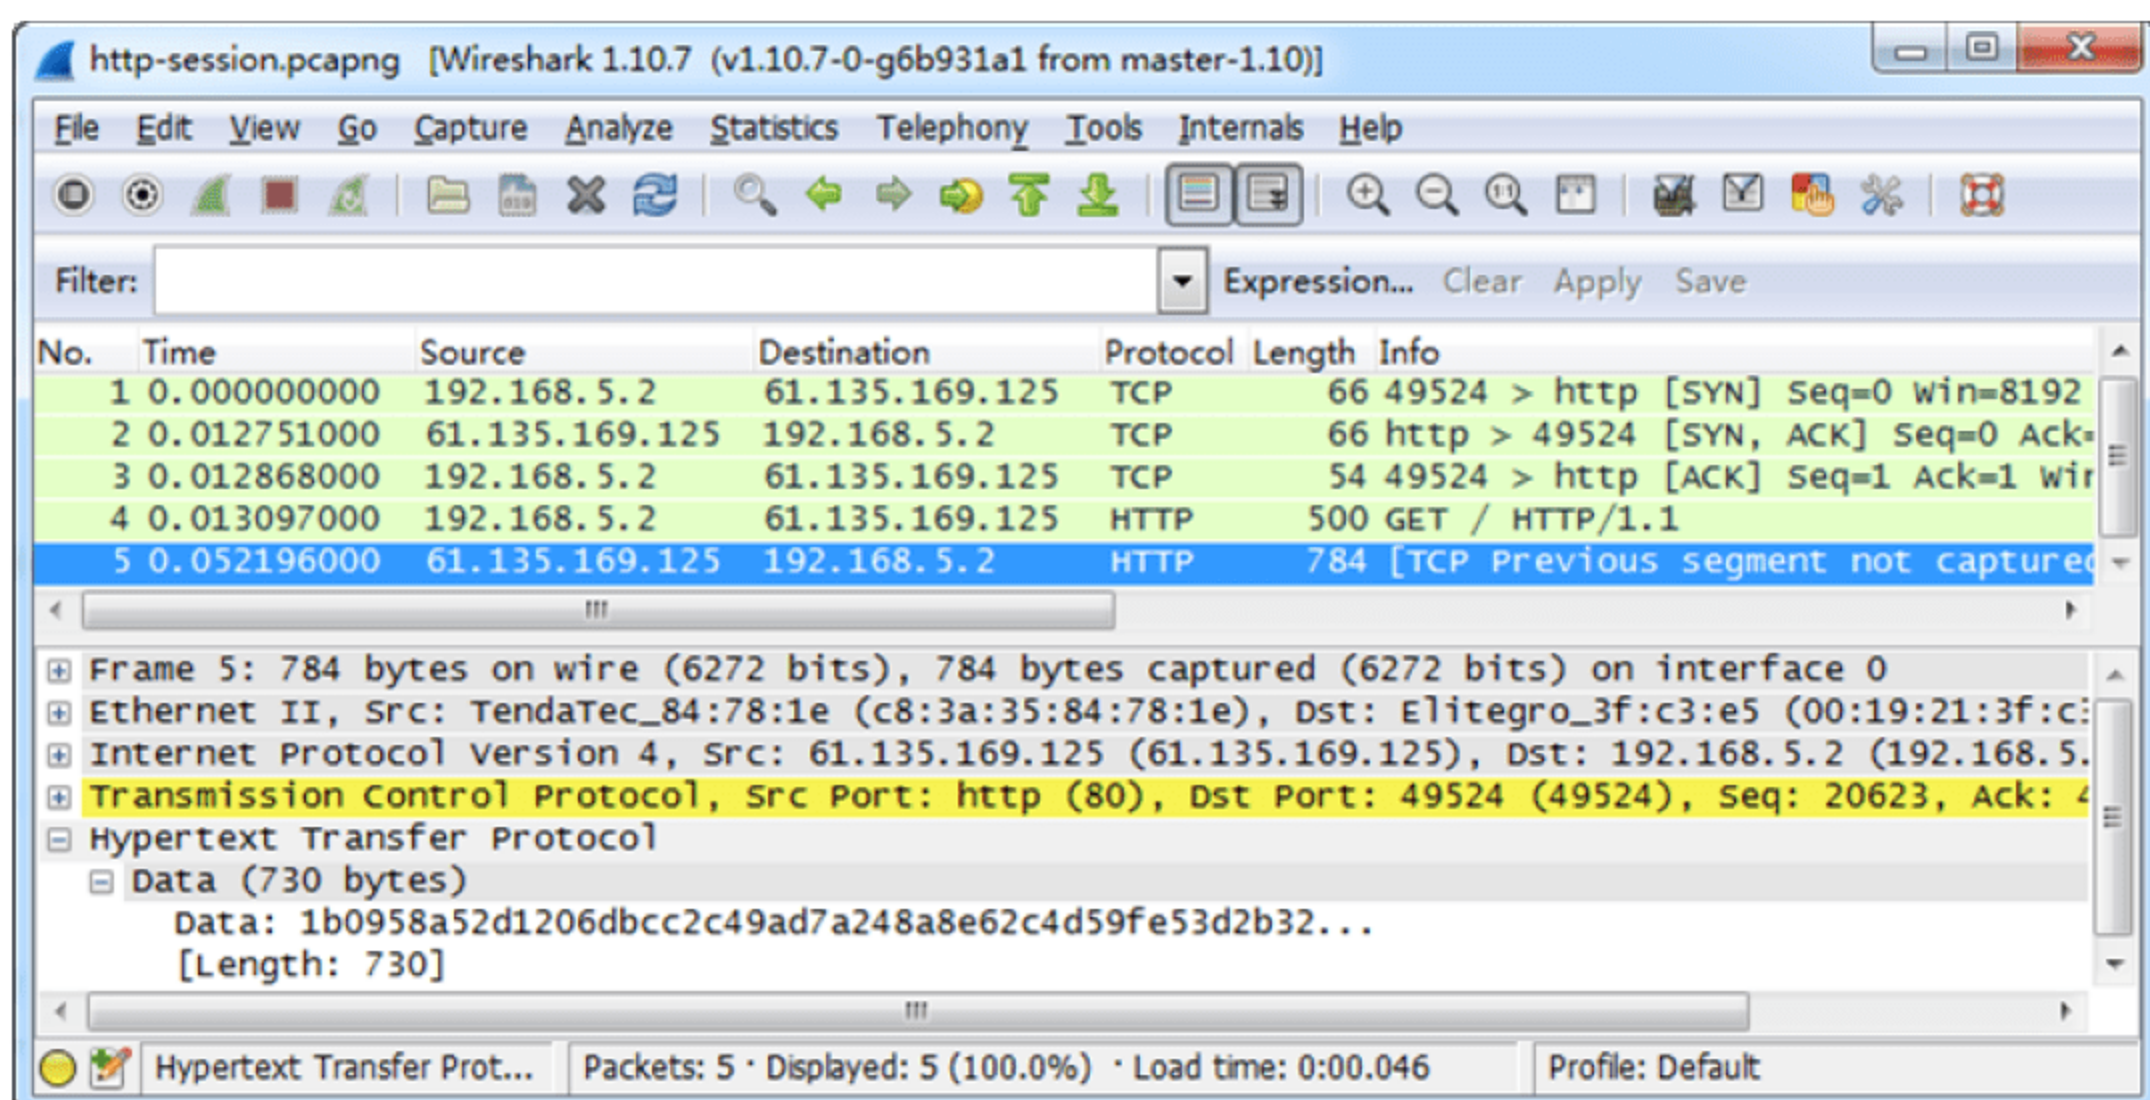 http-session.pcapng [Wireshark 1.10.7 (v1.10.7-0-g6b931a1 from master-1.10)]
File Edit View Go Capture Analyze Statistics Telephony Tools Internals Help
Filter: Expression... Clear Apply Save
No. Time Source Destination Protocol Length Info
1 0.000000000 192.168.5.2 61.135.169.125 TCP 66 49524 > http [SYN] Seq=0 Win=8192
2 0.012751000 61.135.169.125 192.168.5.2 TCP 66 http > 49524 [SYN, ACK] Seq=0 Ack=
3 0.012868000 192.168.5.2 61.135.169.125 TCP 54 49524 > http [ACK] Seq=1 Ack=1 Win
4 0.013097000 192.168.5.2 61.135.169.125 HTTP 500 GET / HTTP/1.1
5 0.052196000 61.135.169.125 192.168.5.2 HTTP 784 [TCP Previous segment not captured
Frame 5: 784 bytes on wire (6272 bits), 784 bytes captured (6272 bits) on interface 0
Ethernet II, Src: TendaTec_84:78:1e (c8:3a:35:84:78:1e), Dst: Elitegro_3f:c3:e5 (00:19:21:3f:c3
Internet Protocol Version 4, Src: 61.135.169.125 (61.135.169.125), Dst: 192.168.5.2 (192.168.5.
Transmission Control Protocol, Src Port: http (80), Dst Port: 49524 (49524), Seq: 20623, Ack: 4
Hypertext Transfer Protocol
Data (730 bytes)
Data: 1b0958a52d1206dbcc2c49ad7a248a8e62c4d59fe53d2b32...
[Length: 730]
Hypertext Transfer Prot... Packets: 5 · Displayed: 5 (100.0%) · Load time: 0:00.046 Profile: Default